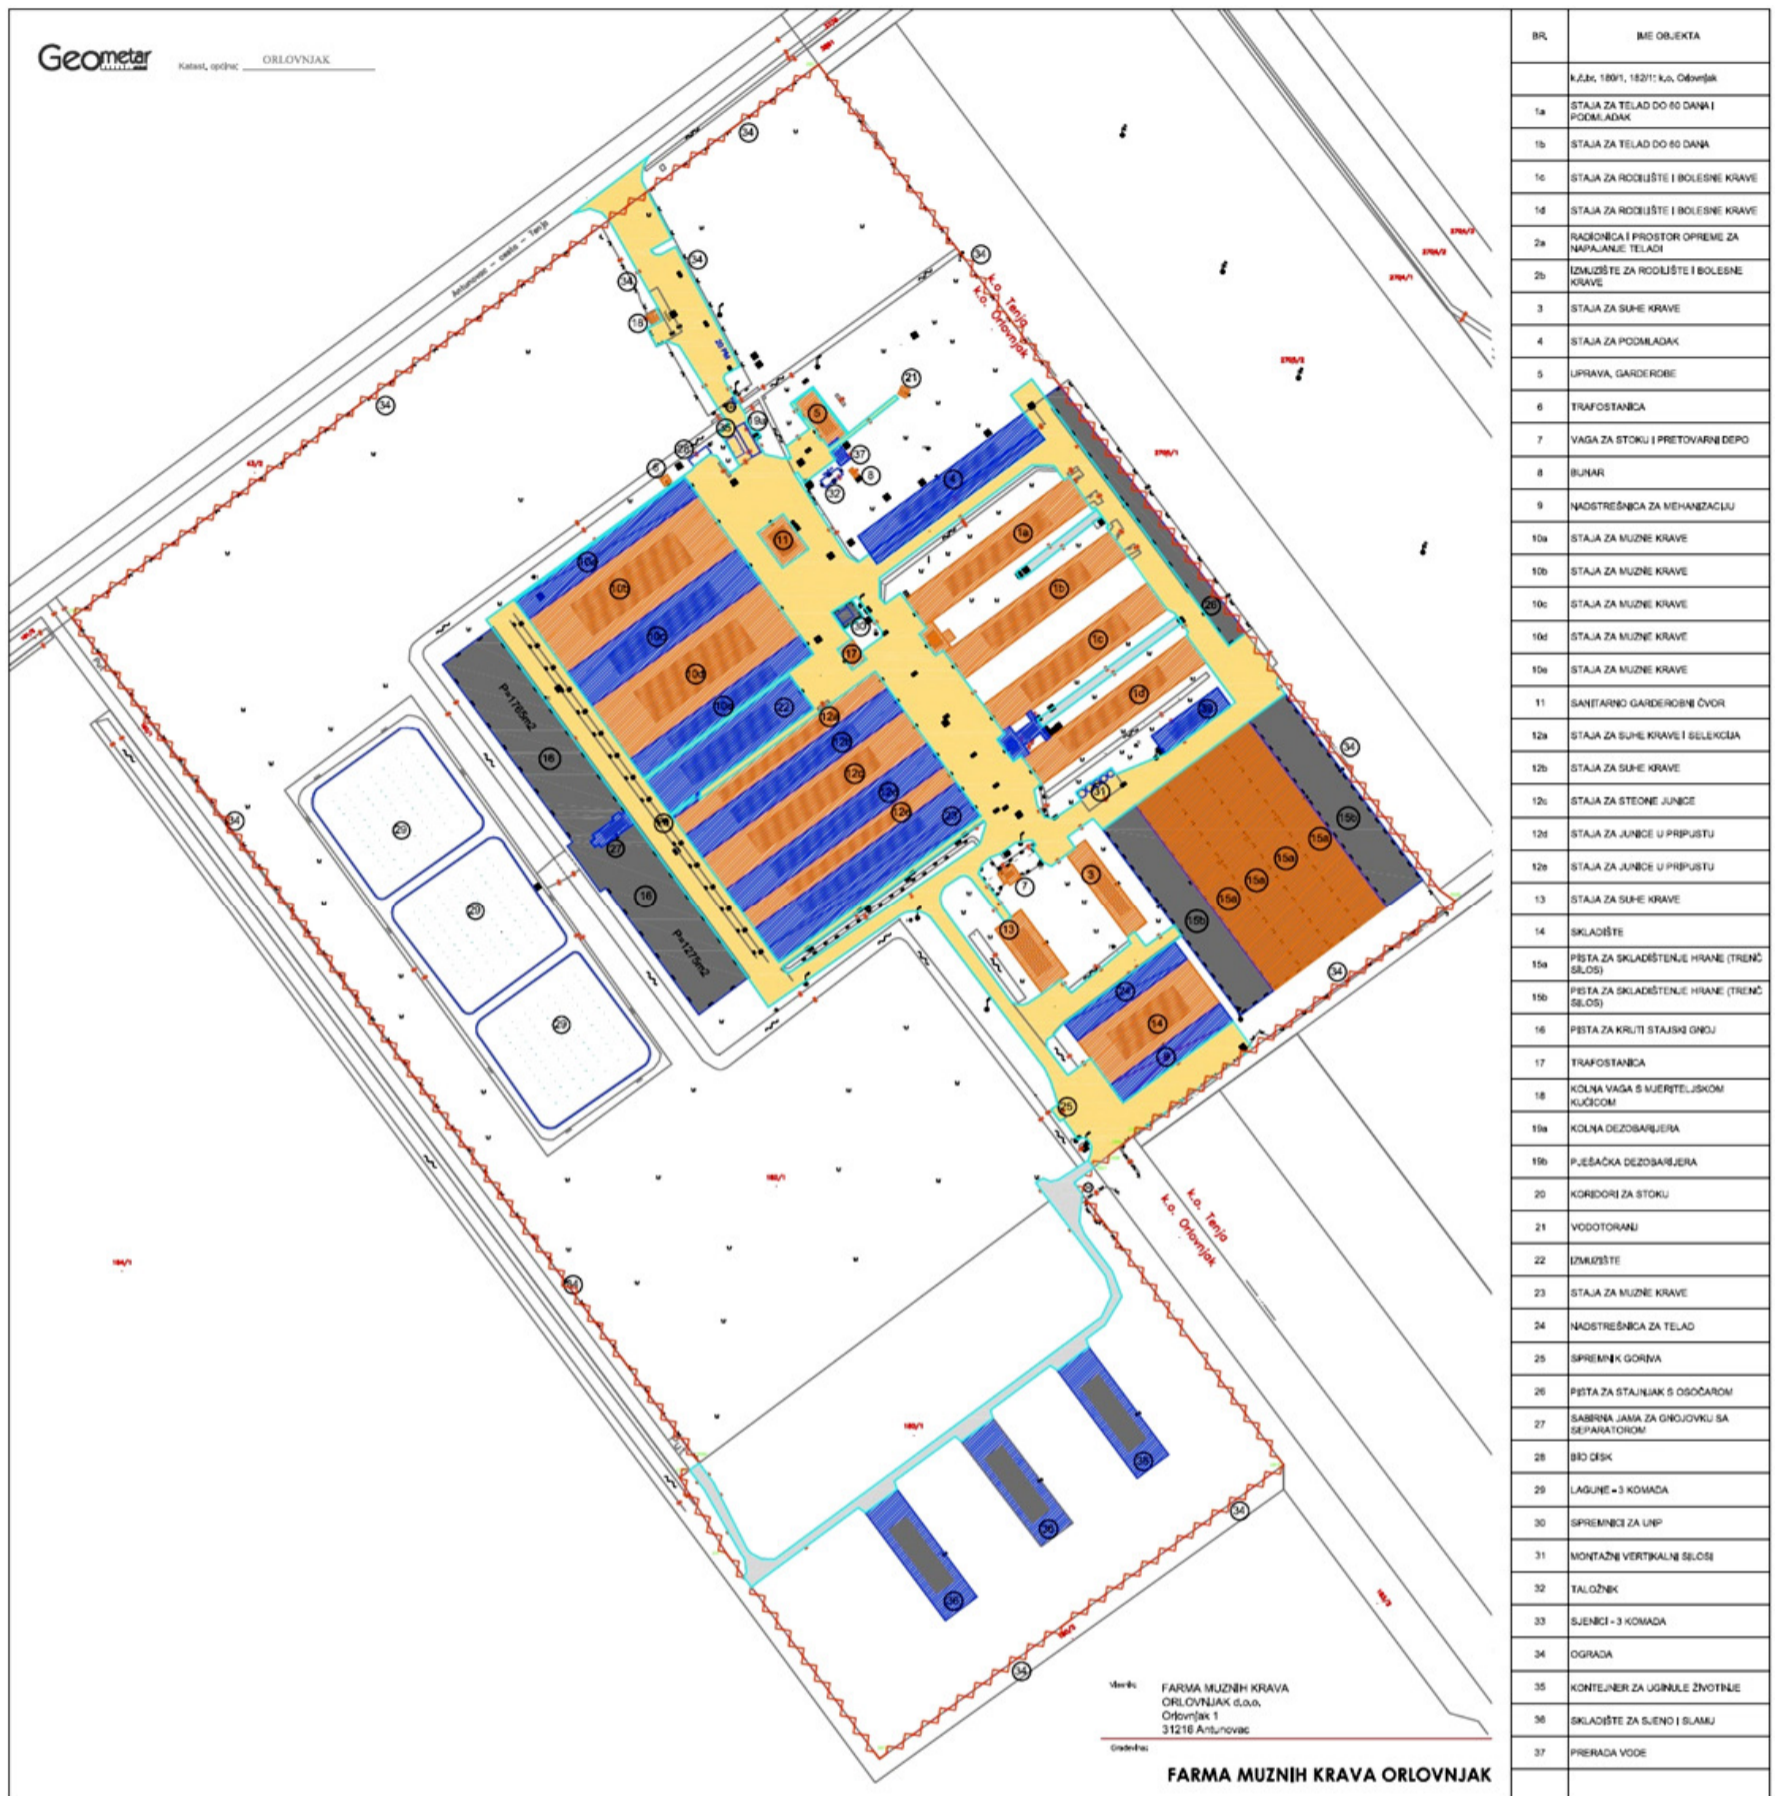 Geometar
Katast. općina: ORLOVNJAK
Antunovac - cesta - Tenja
k.o. Tenja
k.o. Orlovnjak
P=1765m2
P=1275m2
k.o. Tenja
k.o. Orlovnjak
Put
Put
Vlasnik:
FARMA MUZNIH KRAVA
ORLOVNJAK d.o.o.
Orlovnjak 1
31216 Antunovac
Građevina:
FARMA MUZNIH KRAVA ORLOVNJAK
BR. IME OBJEKTA
k.č.br. 180/1, 182/1; k.o. Orlovnjak
1a STAJA ZA TELAD DO 60 DANA I
PODMLADAK
1b STAJA ZA TELAD DO 60 DANA
1c STAJA ZA RODILIŠTE I BOLESNE KRAVE
1d STAJA ZA RODILIŠTE I BOLESNE KRAVE
2a RADIONICA I PROSTOR OPREME ZA
NAPAJANJE TELADI
2b IZMUZIŠTE ZA RODILIŠTE I BOLESNE
KRAVE
3 STAJA ZA SUHE KRAVE
4 STAJA ZA PODMLADAK
5 UPRAVA, GARDEROBE
6 TRAFOSTANICA
7 VAGA ZA STOKU I PRETOVARNI DEPO
8 BUNAR
9 NADSTREŠNICA ZA MEHANIZACIJU
10a STAJA ZA MUZNE KRAVE
10b STAJA ZA MUZNE KRAVE
10c STAJA ZA MUZNE KRAVE
10d STAJA ZA MUZNE KRAVE
10e STAJA ZA MUZNE KRAVE
11 SANITARNO GARDEROBNI ČVOR
12a STAJA ZA SUHE KRAVE I SELEKCIJA
12b STAJA ZA SUHE KRAVE
12c STAJA ZA STEONE JUNICE
12d STAJA ZA JUNICE U PRIPUSTU
12e STAJA ZA JUNICE U PRIPUSTU
13 STAJA ZA SUHE KRAVE
14 SKLADIŠTE
15a PISTA ZA SKLADIŠTENJE HRANE (TRENČ
SILOS)
15b PISTA ZA SKLADIŠTENJE HRANE (TRENČ
SILOS)
16 PISTA ZA KRUTI STAJSKI GNOJ
17 TRAFOSTANICA
18 KOLNA VAGA S MJERITELJSKOM
KUĆICOM
19a KOLNA DEZOBARIJERA
19b PJEŠAČKA DEZOBARIJERA
20 KORIDORI ZA STOKU
21 VODOTORANJ
22 IZMUZIŠTE
23 STAJA ZA MUZNE KRAVE
24 NADSTREŠNICA ZA TELAD
25 SPREMNIK GORIVA
26 PISTA ZA STAJNJAK S OSOČAROM
27 SABIRNA JAMA ZA GNOJOVKU SA
SEPARATOROM
28 BIO DISK
29 LAGUNE - 3 KOMADA
30 SPREMNICI ZA UNP
31 MONTAŽNI VERTIKALNI SILOSI
32 TALOŽNIK
33 SJENICI - 3 KOMADA
34 OGRADA
35 KONTEJNER ZA UGINULE ŽIVOTINJE
36 SKLADIŠTE ZA SJENO I SLAMU
37 PRERADA VODE